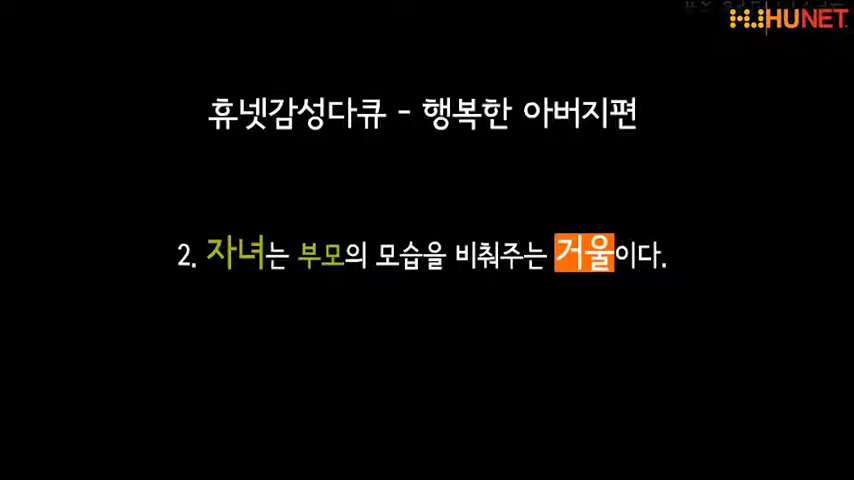 HUNET
휴넷감성다큐 - 행복한 아버지편
2. 자녀는 부모의 모습을 비춰주는 거울이다.